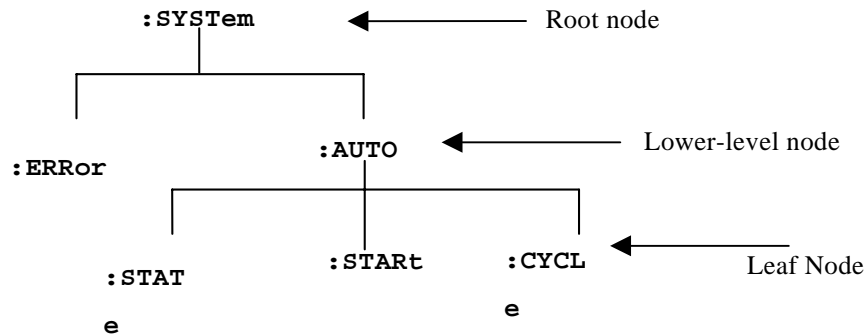 :SYSTem
Root node
:ERRor
:AUTO
Lower-level node
:STAT
e
:STARt
:CYCL
e
Leaf Node